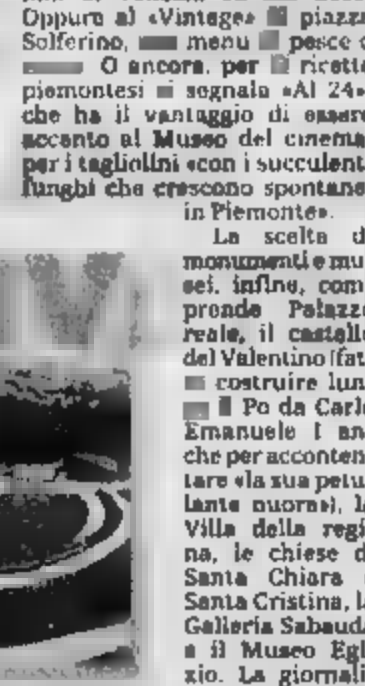 Oppure al «Vintage» piazza
Solferino, menu pesce
O ancora, per ricette
piemontesi si segnala «Al 24»
che ha il vantaggio di essere
accanto al Museo del cinema
per i tagliolini «con i succulent
funghi che crescono spontane
in Piemonte».
La scelta d
monumenti e mu
sei, infine, com
prende Palazzo
reale, il castello
del Valentino (fat
costruire lun
Po da Carlo
Emanuele I an
che per acconten
tare «la sua petu
lante nuora»), la
Villa della regi
na, le chiese d
Santa Chiara
Santa Cristina, la
Galleria Sabauda
e il Museo Egi
zio. La giornali